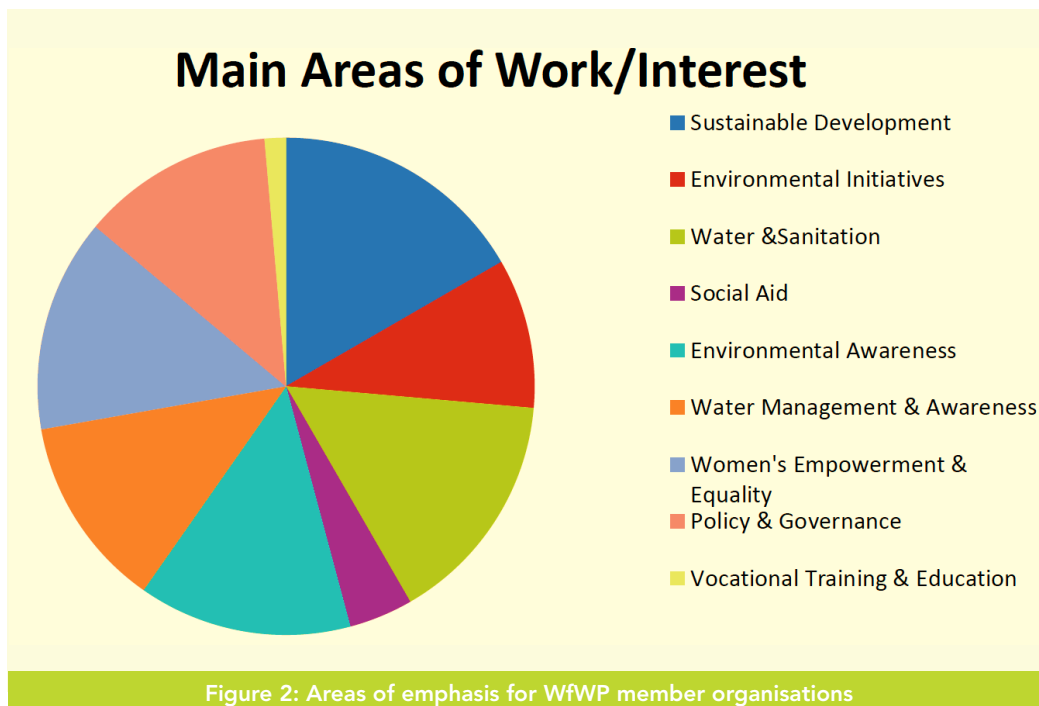 Main Areas of Work/Interest
Sustainable Development
Environmental Initiatives
Water &Sanitation
Social Aid
Environmental Awareness
Water Management & Awareness
Women's Empowerment &
Equality
Policy & Governance
Vocational Training & Education
Figure 2: Areas of emphasis for WfWP member organisations